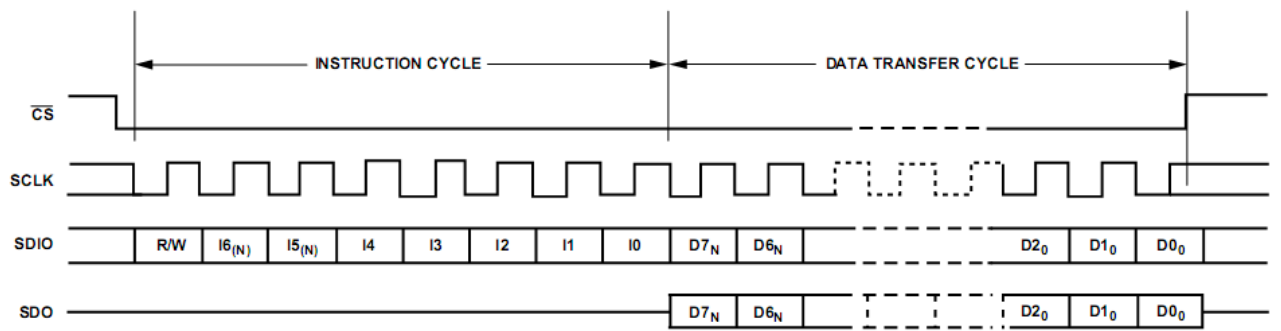 INSTRUCTION CYCLE DATA TRANSFER CYCLE
CS
SCLK
SDIO R/W I6(N) I5(N) I4 I3 I2 I1 I0 D7N D6N D20 D10 D00
SDO D7N D6N D20 D10 D00